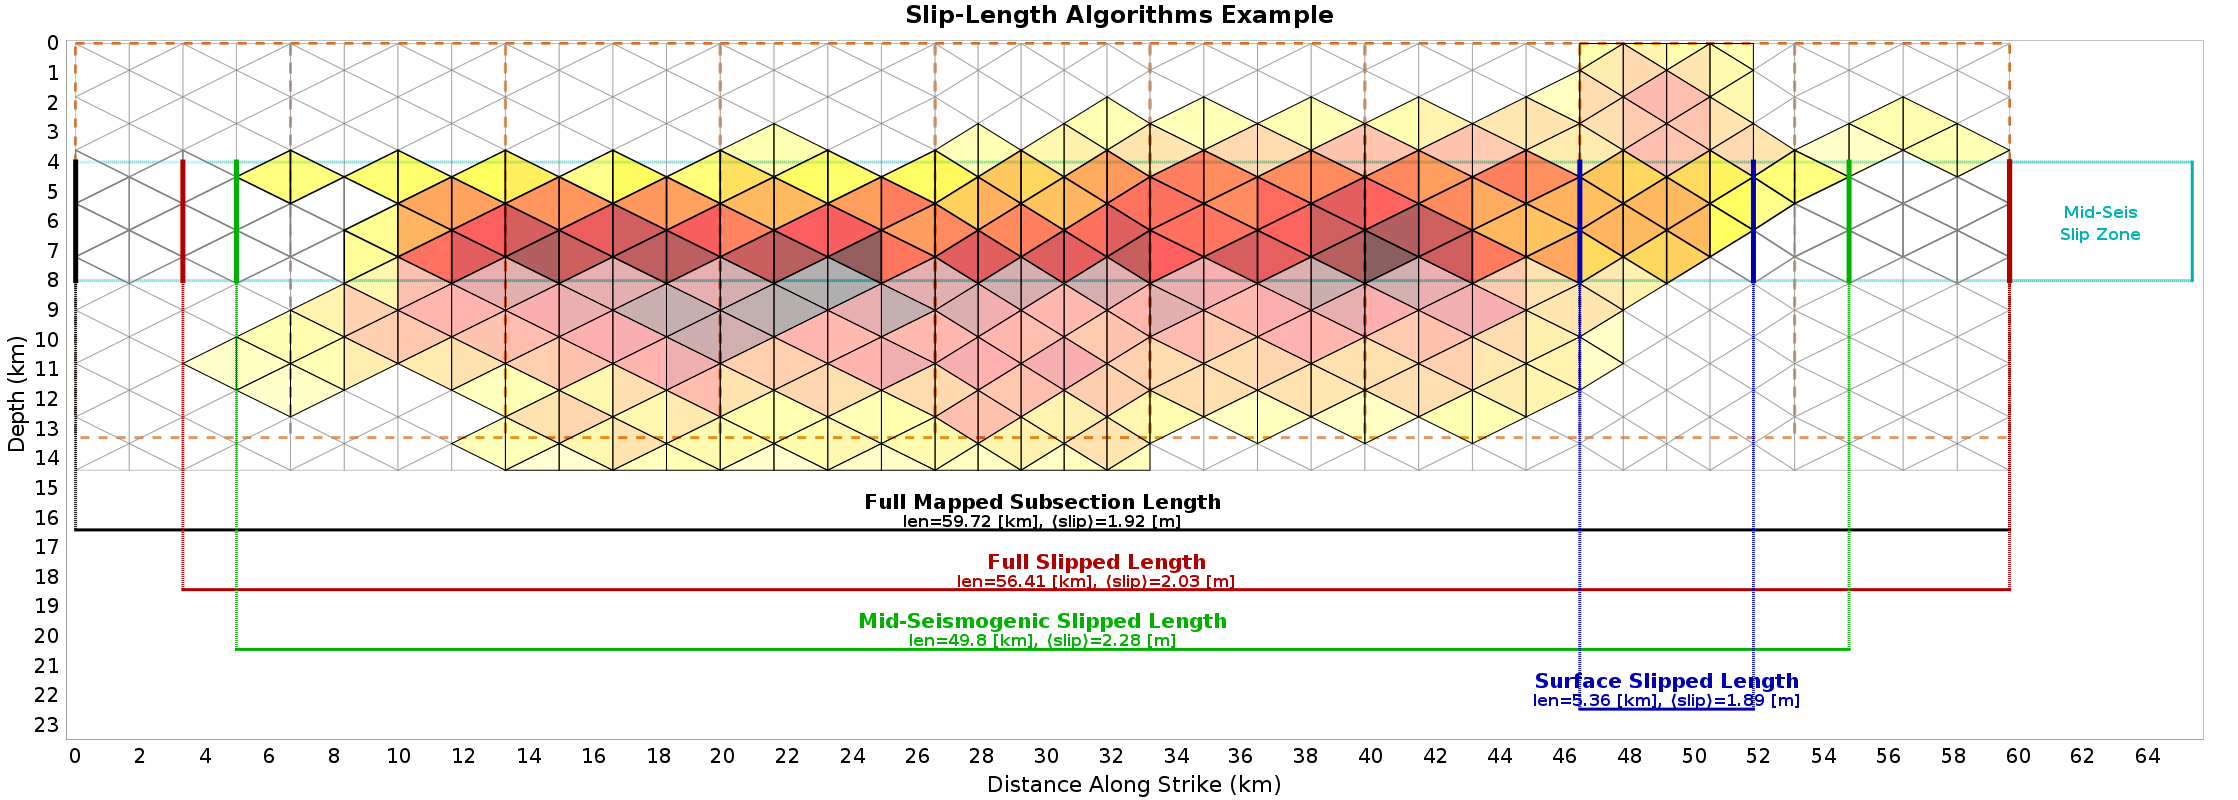 Slip-Length Algorithms Example
0
1
2
3
4
5
6
7
8
9
10
11
12
13
14
15
16
17
18
19
20
21
22
23
Depth (km)
Mid-Seis
Slip Zone
Full Mapped Subsection Length
len=59.72 [km], ⟨slip⟩=1.92 [m]
Full Slipped Length
len=56.41 [km], ⟨slip⟩=2.03 [m]
Mid-Seismogenic Slipped Length
len=49.8 [km], ⟨slip⟩=2.28 [m]
Surface Slipped Length
len=5.36 [km], ⟨slip⟩=1.89 [m]
0 2 4 6 8 10 12 14 16 18 20 22 24 26 28 30 32 34 36 38 40 42 44 46 48 50 52 54 56 58 60 62 64
Distance Along Strike (km)